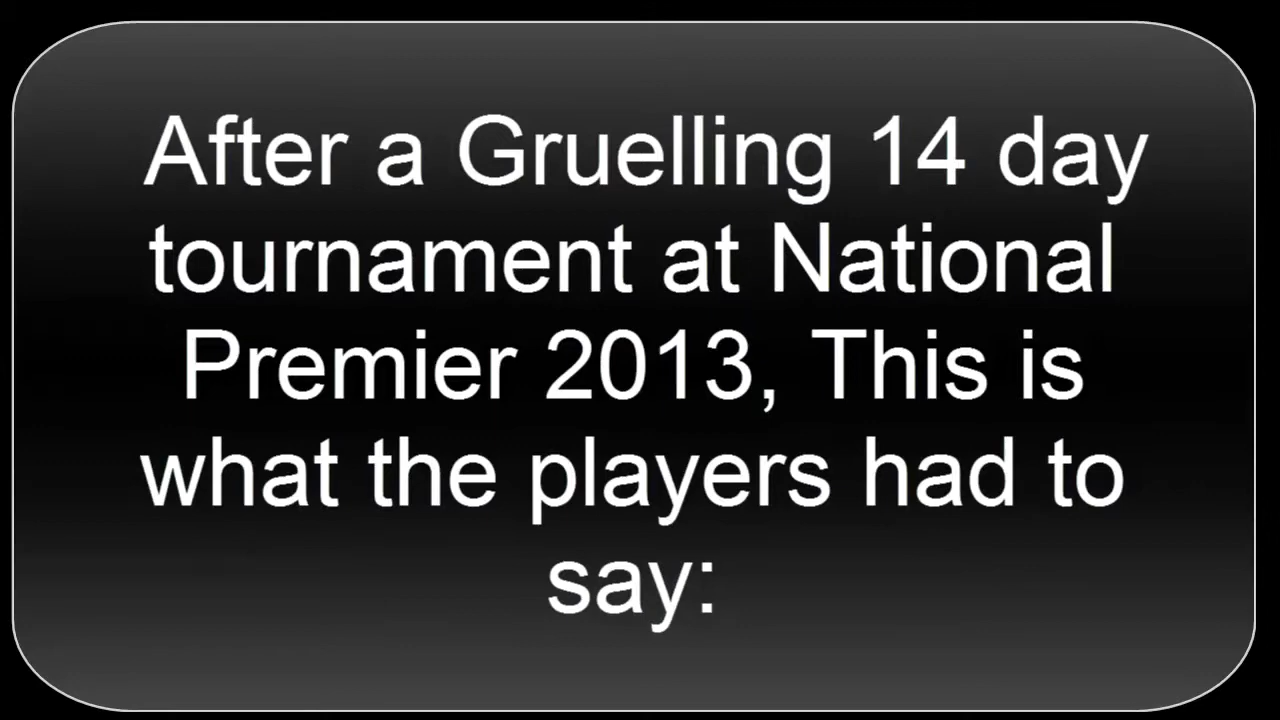 After a Gruelling 14 day
tournament at National
Premier 2013, This is
what the players had to
say: